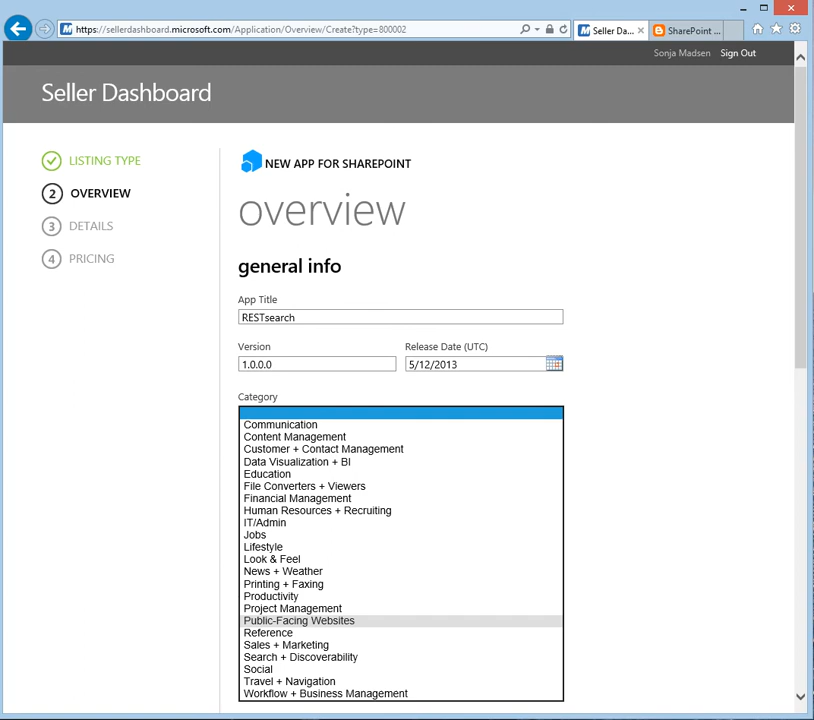 https://sellerdashboard.microsoft.com/Application/Overview/Create?type=800002
Seller Da...
SharePoint ...
Sonja Madsen Sign Out
Seller Dashboard
LISTING TYPE
2 OVERVIEW
3 DETAILS
4 PRICING
NEW APP FOR SHAREPOINT
overview
general info
App Title
RESTsearch
Version Release Date (UTC)
1.0.0.0 5/12/2013
Category
Communication
Content Management
Customer + Contact Management
Data Visualization + BI
Education
File Converters + Viewers
Financial Management
Human Resources + Recruiting
IT/Admin
Jobs
Lifestyle
Look & Feel
News + Weather
Printing + Faxing
Productivity
Project Management
Public-Facing Websites
Reference
Sales + Marketing
Search + Discoverability
Social
Travel + Navigation
Workflow + Business Management